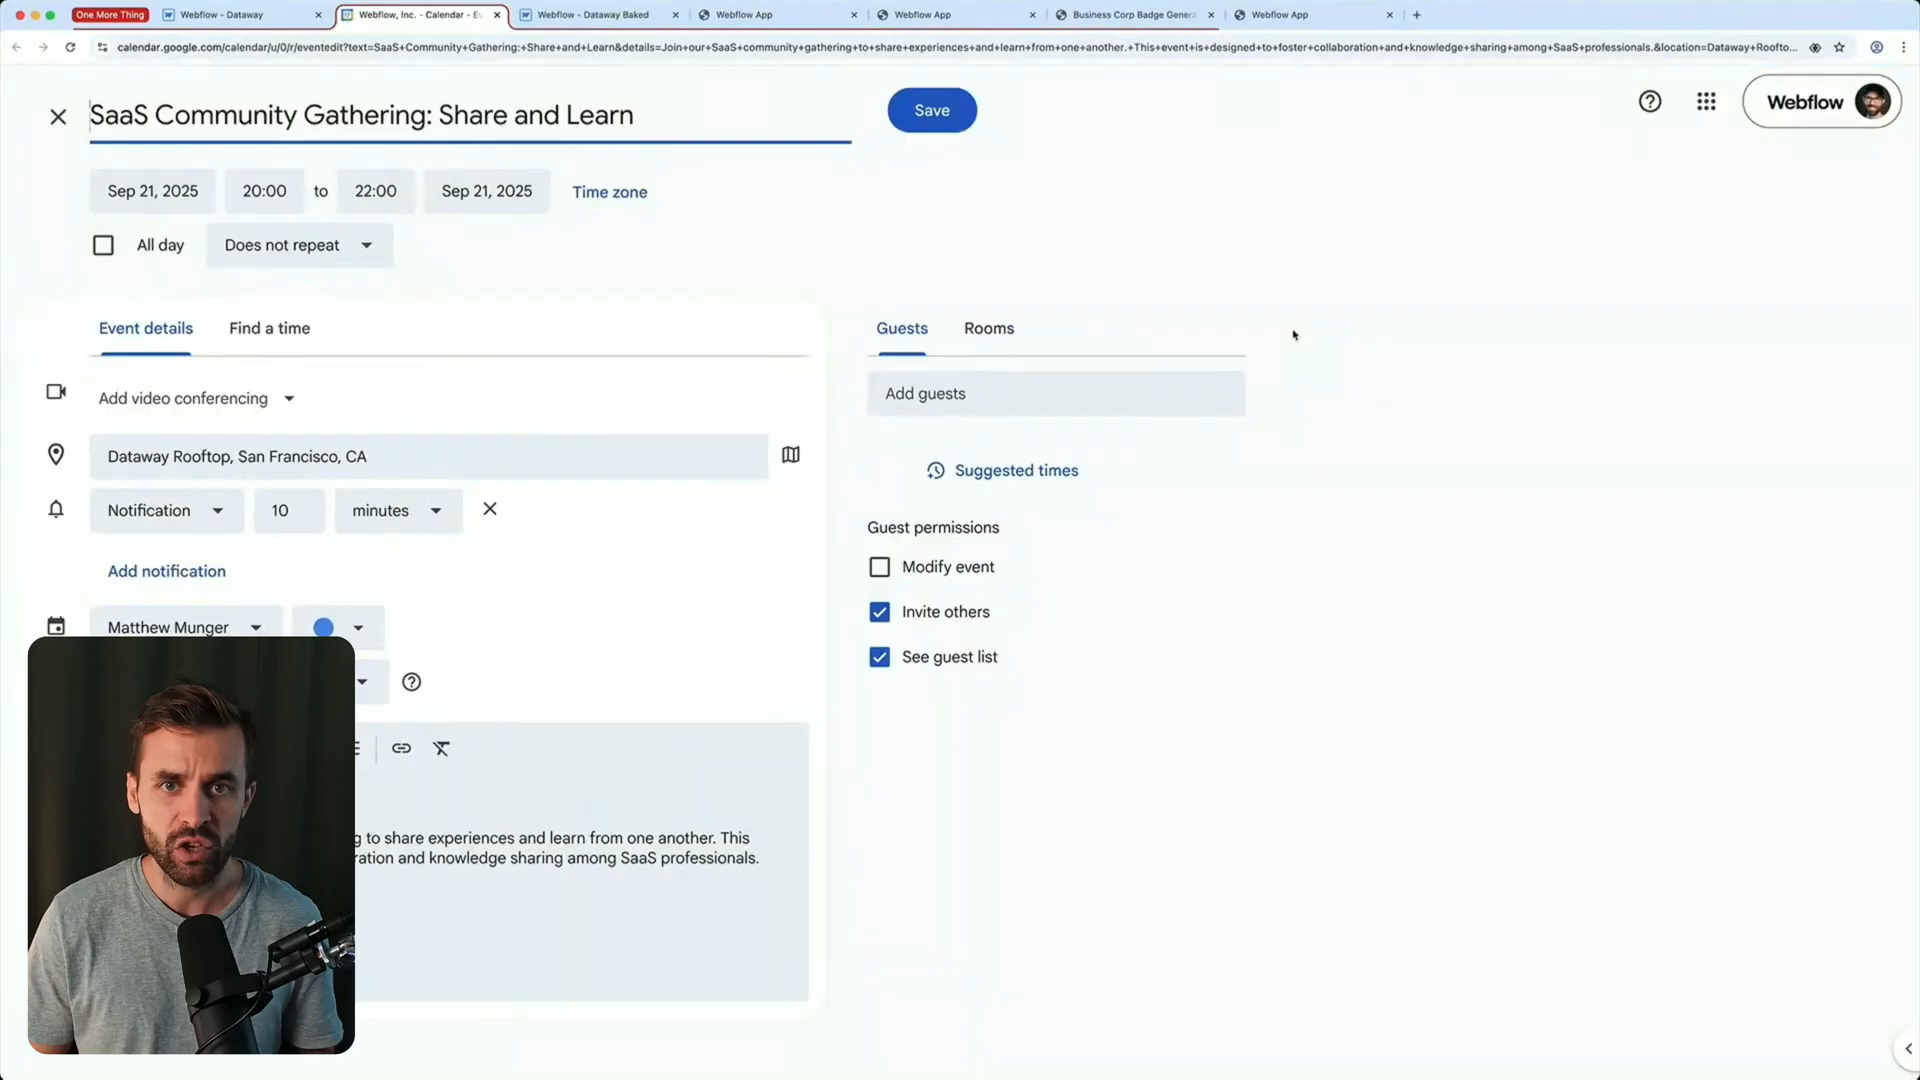 One More Thing
Webflow - Dataway
Webflow, Inc. - Calendar - Ev
Webflow - Dataway Baked
Webflow App
Webflow App
Business Corp Badge Genera
Webflow App
calendar.google.com/calendar/u/0/r/eventedit?text=SaaS+Community+Gathering:+Share+and+Learn&details=Join+our+SaaS+community+gathering+to+share+experiences+and+learn+from+one+another.+This+event+is+designed+to+foster+collaboration+and+knowledge+sharing+among+SaaS+professionals.&location=Dataway+Roofto...
SaaS Community Gathering: Share and Learn
Save
Webflow
Sep 21, 2025
20:00
to
22:00
Sep 21, 2025
Time zone
All day
Does not repeat
Event details
Find a time
Guests
Rooms
Add video conferencing
Add guests
Dataway Rooftop, San Francisco, CA
Suggested times
Notification
10
minutes
Guest permissions
Add notification
Modify event
Invite others
Matthew Munger
See guest list
g to share experiences and learn from one another. This
ration and knowledge sharing among SaaS professionals.